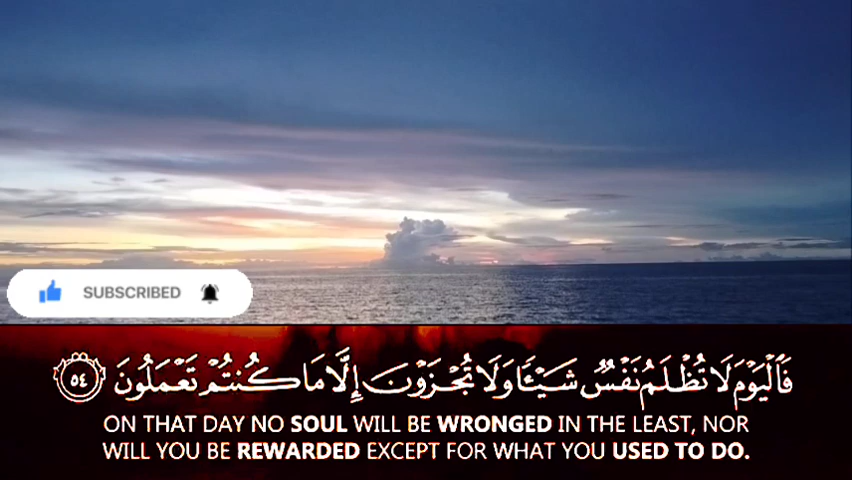 SUBSCRIBED
فَٱلْيَوْمَ لَا تُظْلَمُ نَفْسٌ شَيْـًٔا وَلَا تُجْزَوْنَ إِلَّا مَا كُنتُمْ تَعْمَلُونَ ٥٤
ON THAT DAY NO SOUL WILL BE WRONGED IN THE LEAST, NOR
WILL YOU BE REWARDED EXCEPT FOR WHAT YOU USED TO DO.